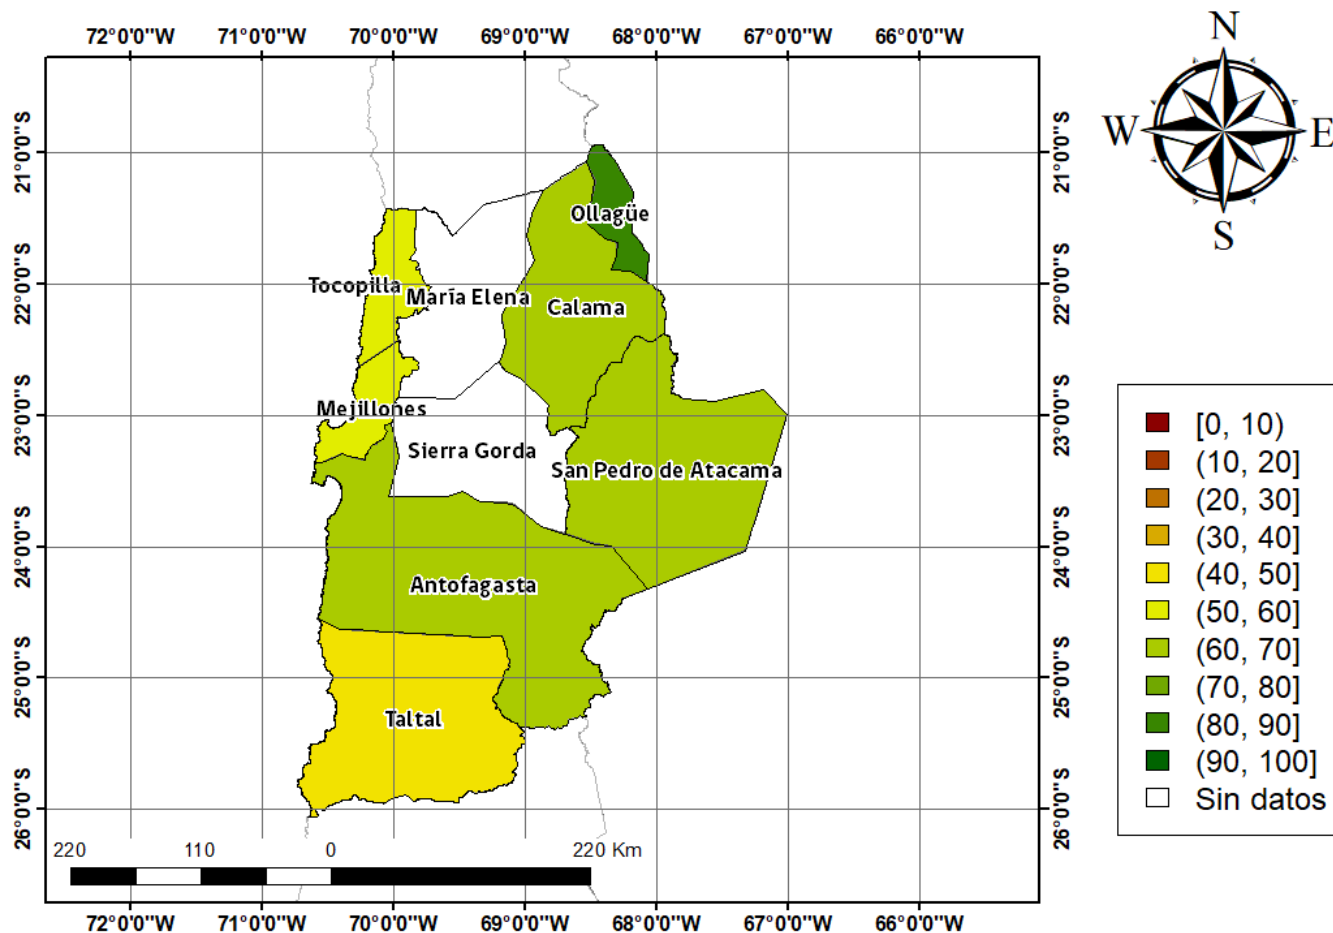 72°0'0"W 71°0'0"W 70°0'0"W 69°0'0"W 68°0'0"W 67°0'0"W 66°0'0"W
N
W E
S
21°0'0"S 21°0'0"S
22°0'0"S 22°0'0"S
23°0'0"S 23°0'0"S
24°0'0"S 24°0'0"S
25°0'0"S 25°0'0"S
26°0'0"S 26°0'0"S
Ollagüe
Tocopilla
María Elena
Calama
Mejillones
Sierra Gorda
San Pedro de Atacama
Antofagasta
Taltal
220 110 0 220 Km
72°0'0"W 71°0'0"W 70°0'0"W 69°0'0"W 68°0'0"W 67°0'0"W 66°0'0"W
[0, 10)
(10, 20]
(20, 30]
(30, 40]
(40, 50]
(50, 60]
(60, 70]
(70, 80]
(80, 90]
(90, 100]
Sin datos